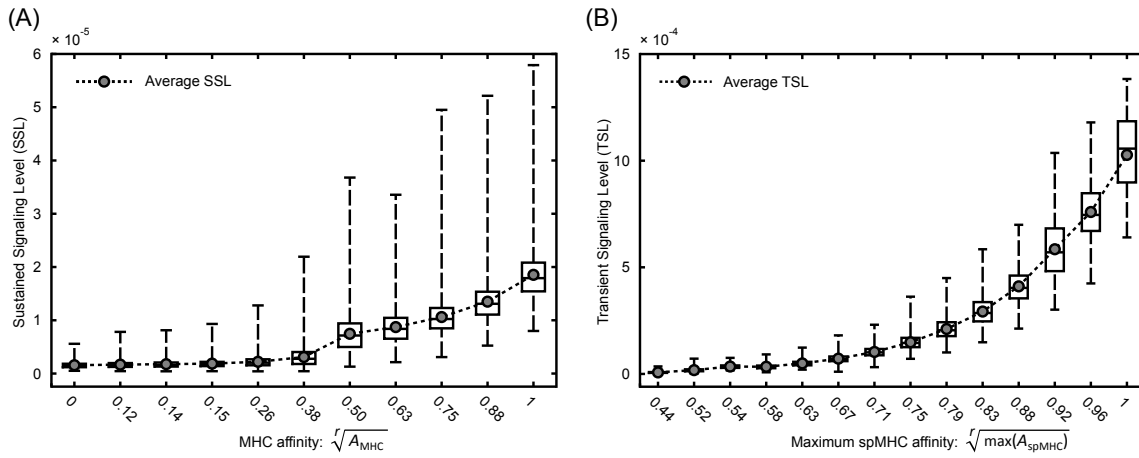 (A)
× 10⁻⁵
6
5
4
3
2
1
0
Sustained Signaling Level (SSL)
Average SSL
0 0.12 0.14 0.15 0.26 0.38 0.50 0.63 0.75 0.88 1
MHC affinity: ʳ√A_MHC
(B)
× 10⁻⁴
15
10
5
0
Transient Signaling Level (TSL)
Average TSL
0.44 0.52 0.54 0.58 0.63 0.67 0.71 0.75 0.79 0.83 0.88 0.92 0.96 1
Maximum spMHC affinity: ʳ√max(A_spMHC)